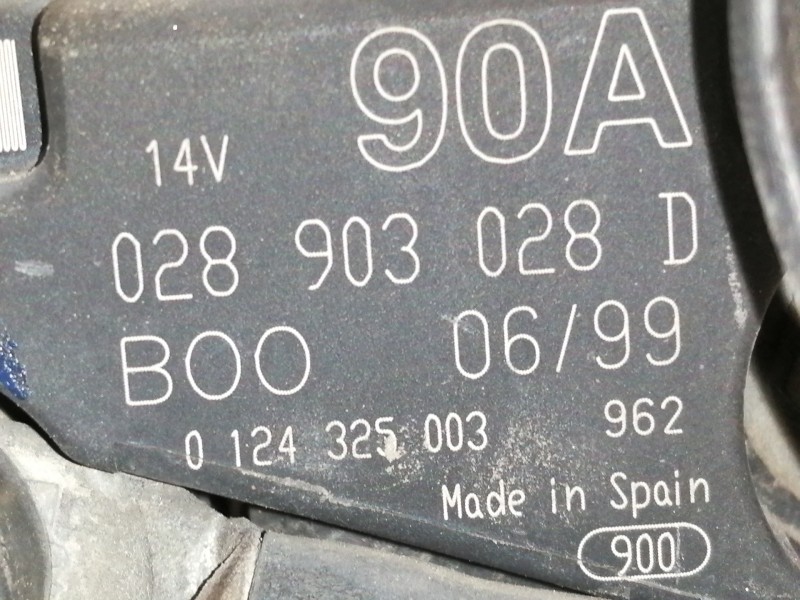 90A
14V
028 903 028 D
BOO 06/99
0 124 325 003 962
Made in Spain
900